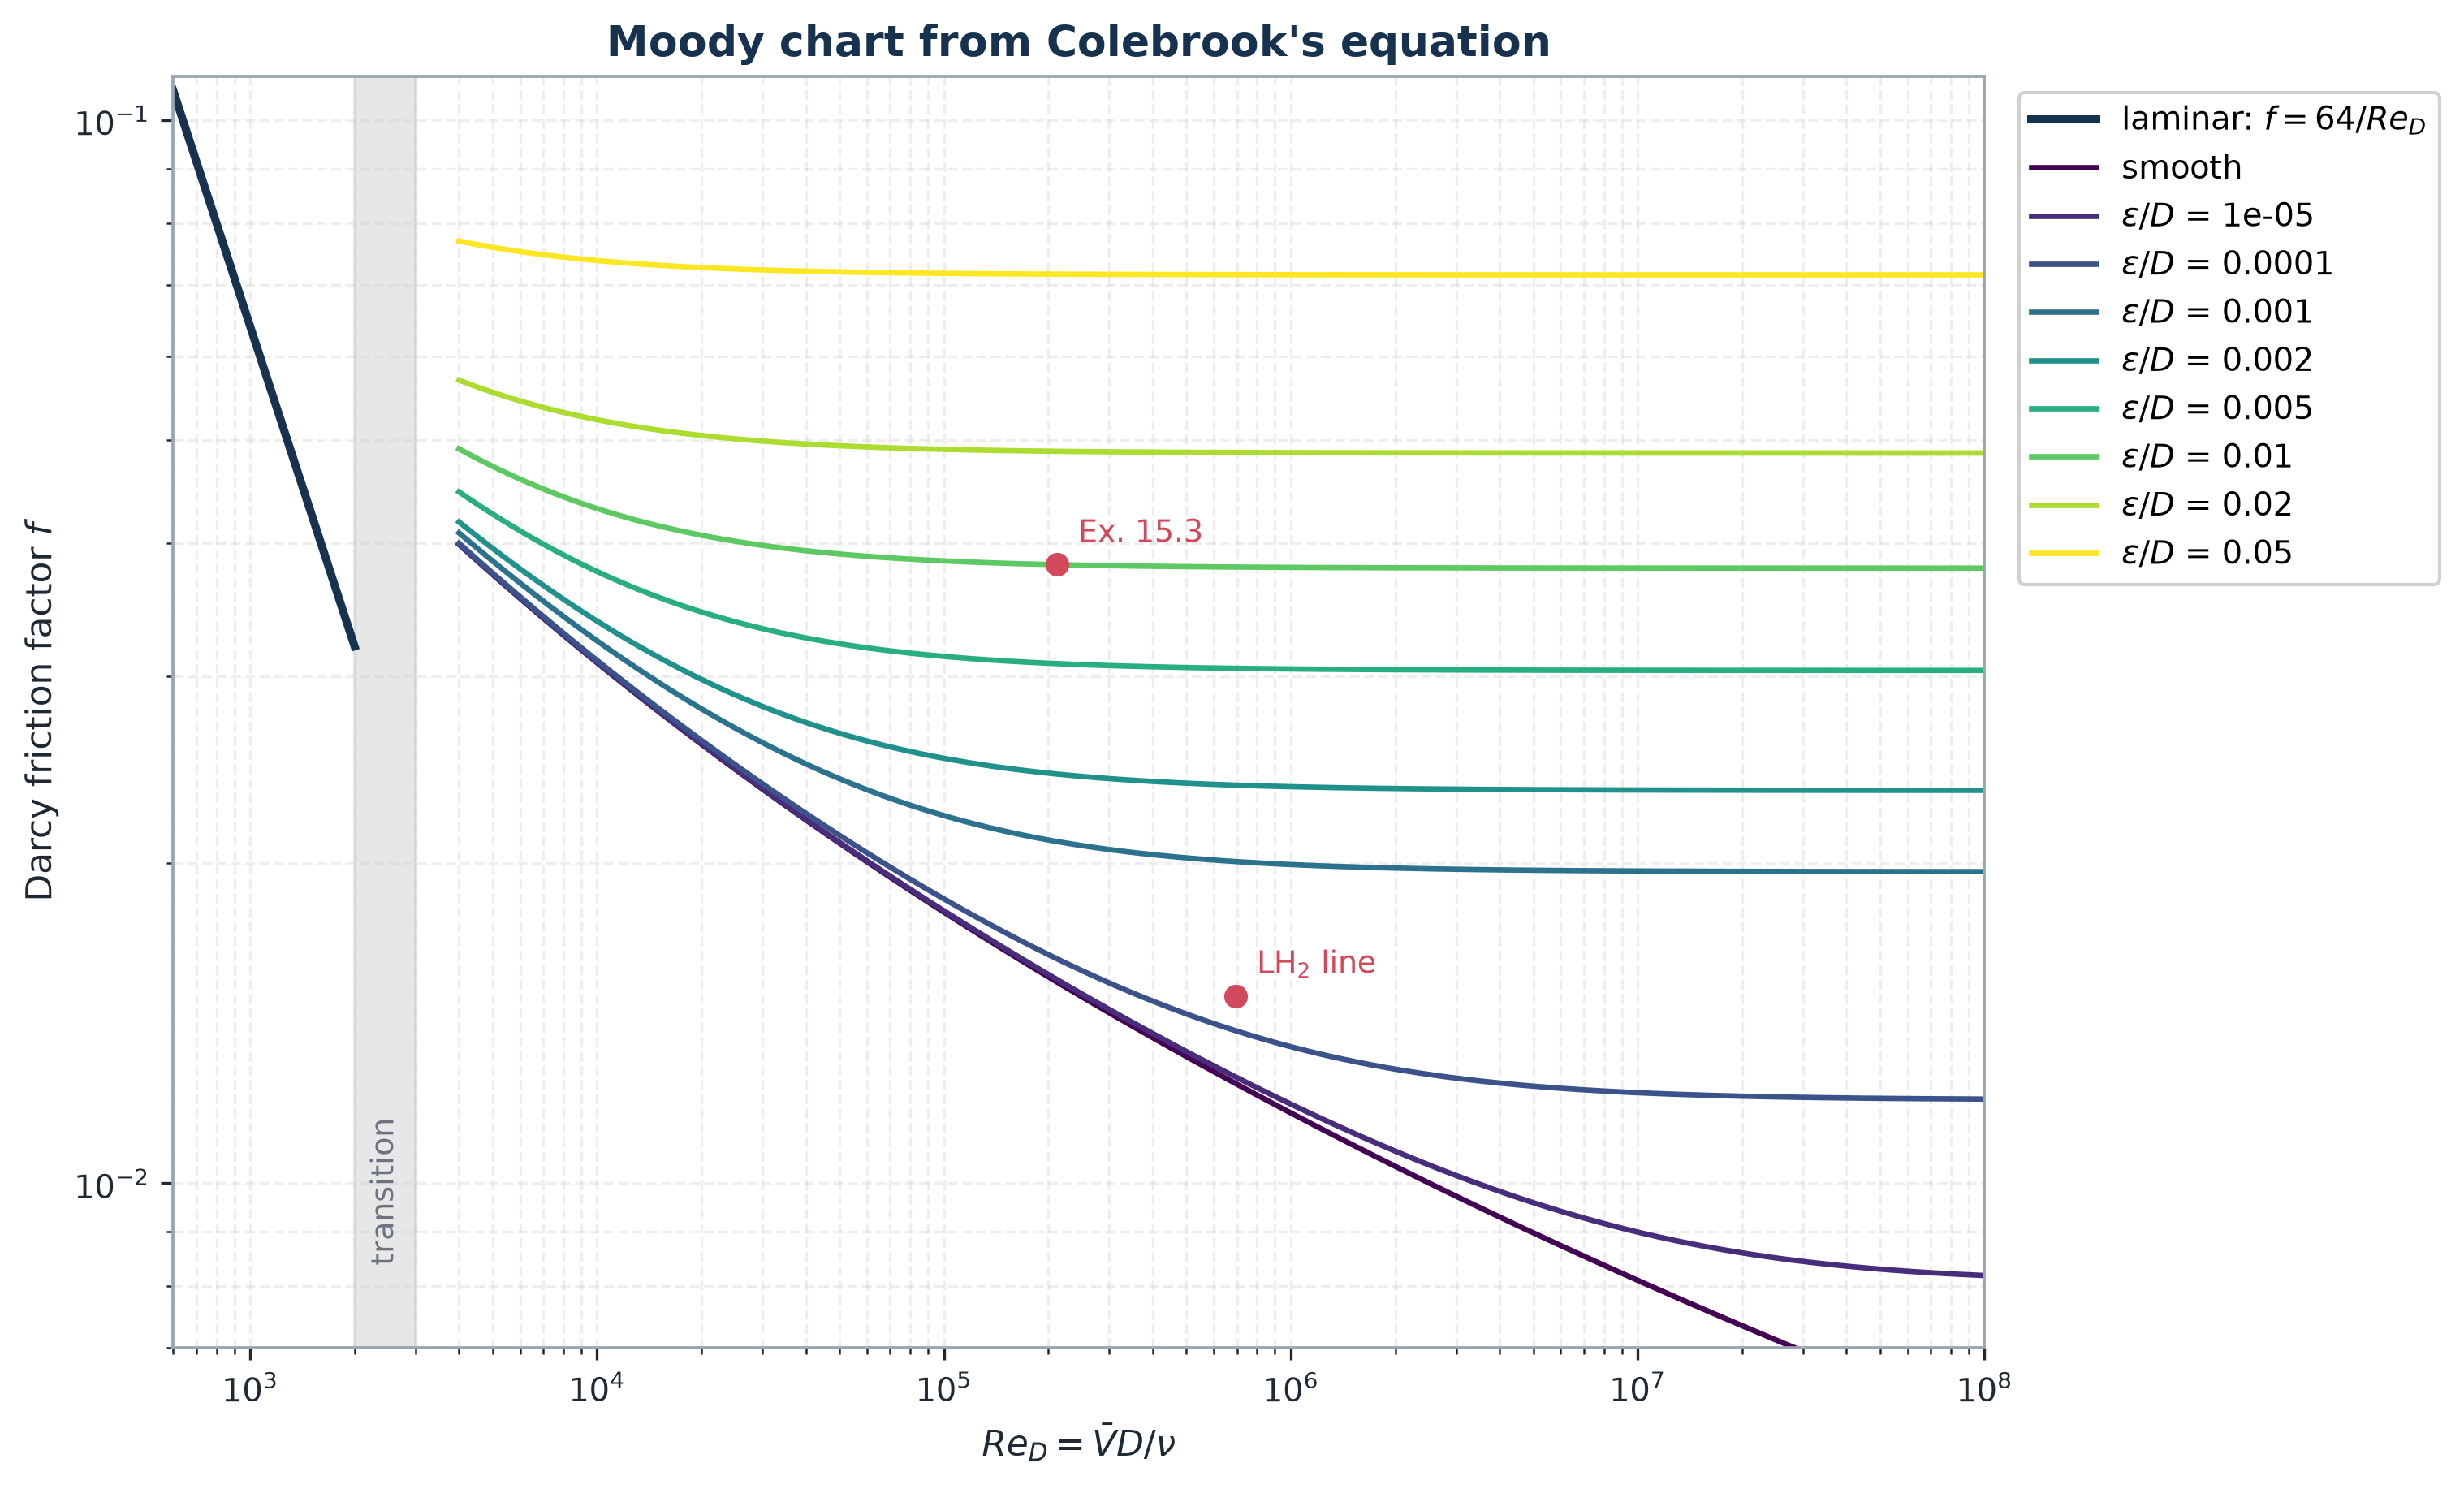 Moody chart from Colebrook's equation
Darcy friction factor f
10⁻¹
10⁻²
transition
Ex. 15.3
LH₂ line
10³ 10⁴ 10⁵ 10⁶ 10⁷ 10⁸
Re_D = V̄D/ν
laminar: f = 64/Re_D
smooth
ε/D = 1e-05
ε/D = 0.0001
ε/D = 0.001
ε/D = 0.002
ε/D = 0.005
ε/D = 0.01
ε/D = 0.02
ε/D = 0.05